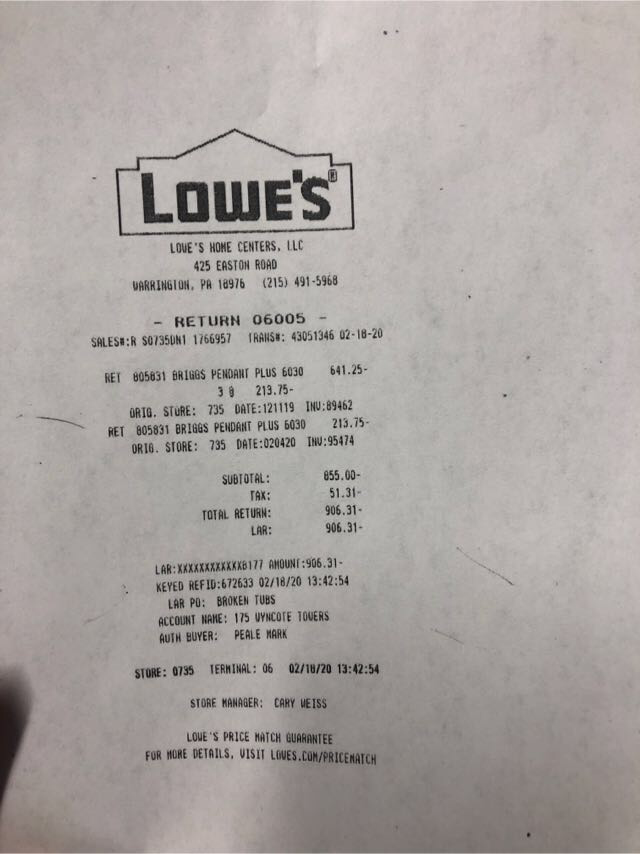 LOWE'S®
LOWE'S HOME CENTERS, LLC
425 EASTON ROAD
WARRINGTON, PA 18976 (215) 491-5968
- RETURN 06005 -
SALES#:R S0735DN1 1766957 TRANS#: 43051346 02-18-20
RET 805831 BRIGGS PENDANT PLUS 6030 641.25-
3 @ 213.75-
ORIG. STORE: 735 DATE:121119 INV:89462
RET 805831 BRIGGS PENDANT PLUS 6030 213.75-
ORIG. STORE: 735 DATE:020420 INV:95474
SUBTOTAL: 855.00-
TAX: 51.31-
TOTAL RETURN: 906.31-
LAR: 906.31-
LAR:XXXXXXXXXXXX8177 AMOUNT:906.31-
KEYED REFID:672633 02/18/20 13:42:54
LAR PO: BROKEN TUBS
ACCOUNT NAME: 175 WYNCOTE TOWERS
AUTH BUYER: PEALE MARK
STORE: 0735 TERMINAL: 06 02/18/20 13:42:54
STORE MANAGER: CARY WEISS
LOWE'S PRICE MATCH GUARANTEE
FOR MORE DETAILS, VISIT LOWES.COM/PRICEMATCH